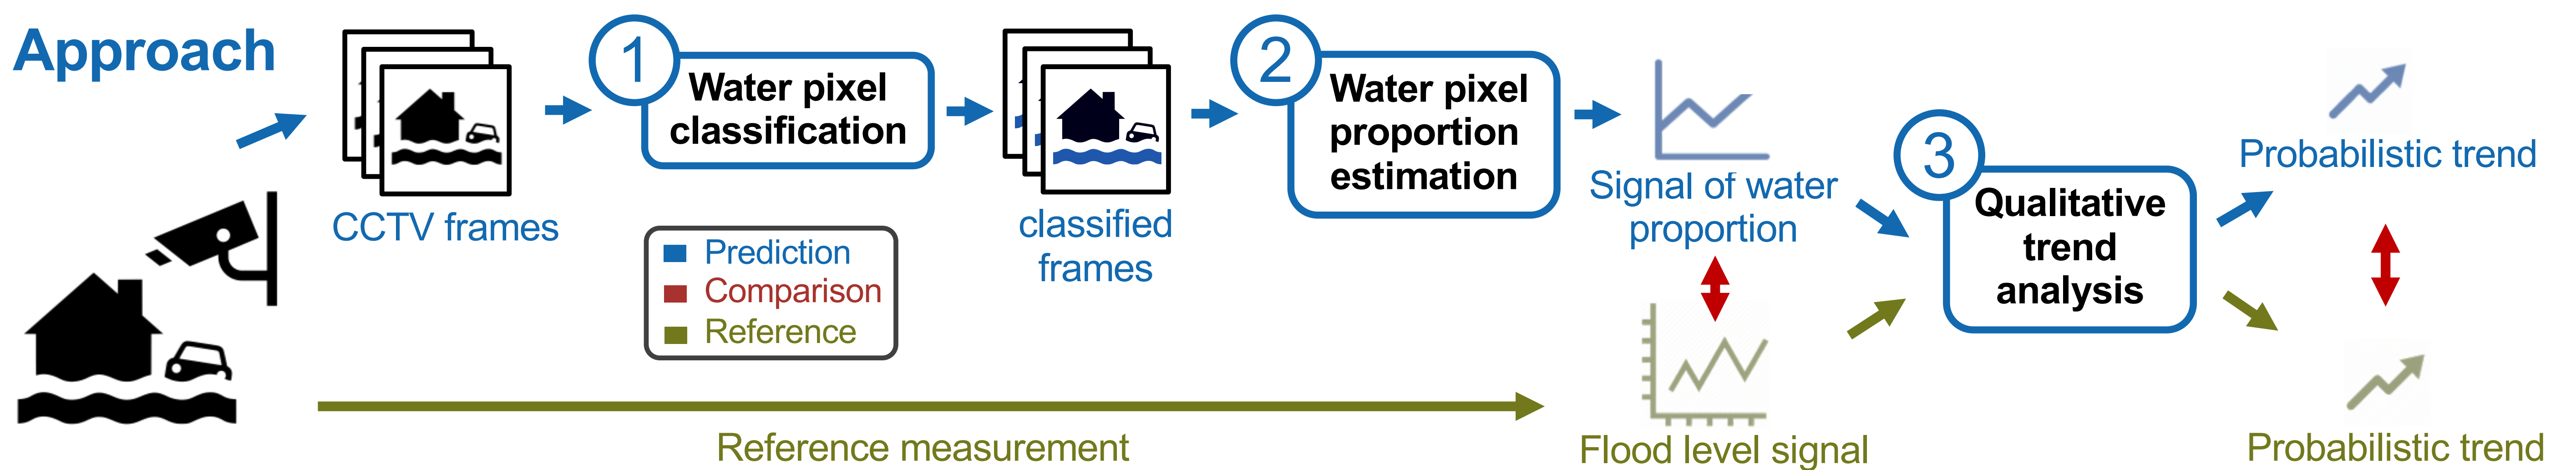 Approach
CCTV frames
1
Water pixel
classification
Prediction
Comparison
Reference
classified
frames
2
Water pixel
proportion
estimation
Signal of water
proportion
3
Qualitative
trend
analysis
Probabilistic trend
Reference measurement
Flood level signal
Probabilistic trend